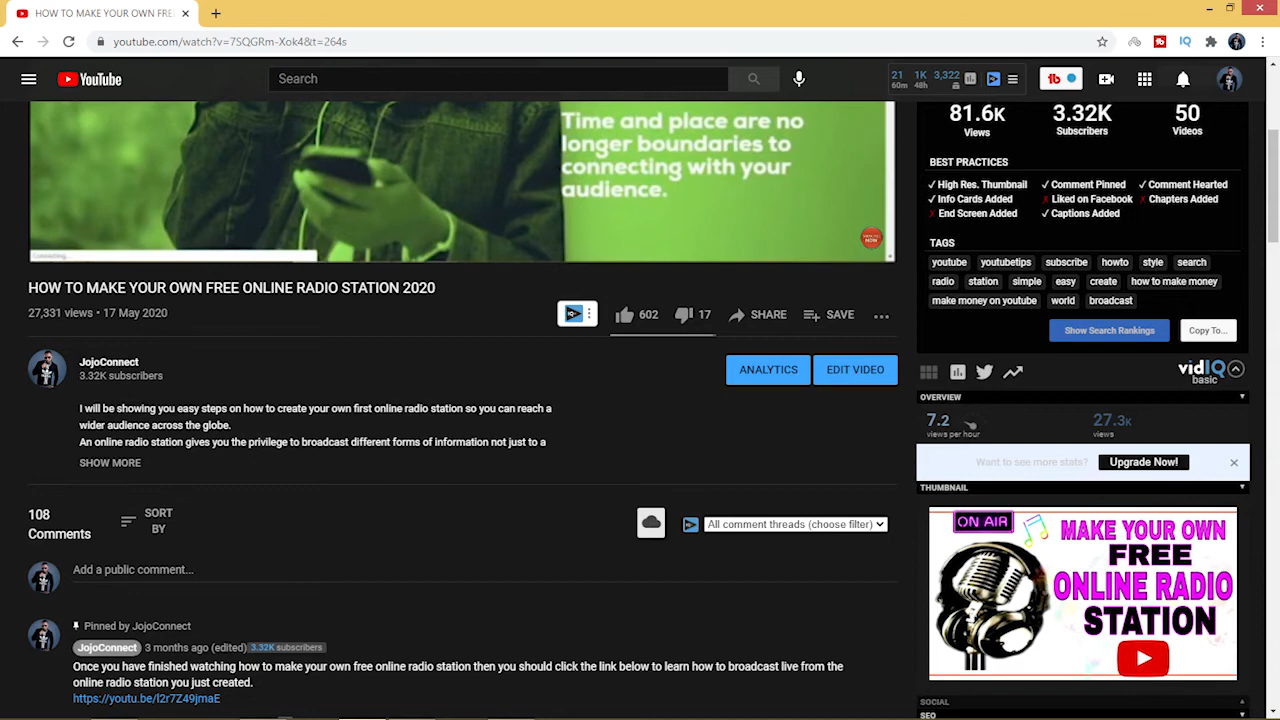 HOW TO MAKE YOUR OWN FRE
youtube.com/watch?v=7SQGRm-Xok4&t=264s
YouTube
Search
21 1K 3,322
60m 48h
tb
Time and place are no
longer boundaries to
connecting with your
audience.
81.6K 3.32K 50
Views Subscribers Videos
BEST PRACTICES
✓ High Res. Thumbnail ✓ Comment Pinned ✓ Comment Hearted
✓ Info Cards Added ✗ Liked on Facebook ✗ Chapters Added
✗ End Screen Added ✓ Captions Added
TAGS
youtube youtubetips subscribe howto style search
radio station simple easy create how to make money
make money on youtube world broadcast
Show Search Rankings Copy To...
Connecting...
HOW TO MAKE YOUR OWN FREE ONLINE RADIO STATION 2020
27,331 views • 17 May 2020
602 17 SHARE SAVE
JojoConnect
3.32K subscribers
ANALYTICS EDIT VIDEO
I will be showing you easy steps on how to create your own first online radio station so you can reach a
wider audience across the globe.
An online radio station gives you the privilege to broadcast different forms of information not just to a
SHOW MORE
vidIQ
basic
OVERVIEW
7.2 27.3K
views per hour views
Want to see more stats? Upgrade Now!
THUMBNAIL
ON AIR
MAKE YOUR OWN
FREE
ONLINE RADIO
STATION
SOCIAL
SEO
108
Comments
SORT
BY
All comment threads (choose filter)
Add a public comment...
Pinned by JojoConnect
JojoConnect 3 months ago (edited) 3.32K subscribers
Once you have finished watching how to make your own free online radio station then you should click the link below to learn how to broadcast live from the
online radio station you just created.
https://youtu.be/l2r7Z49jmaE